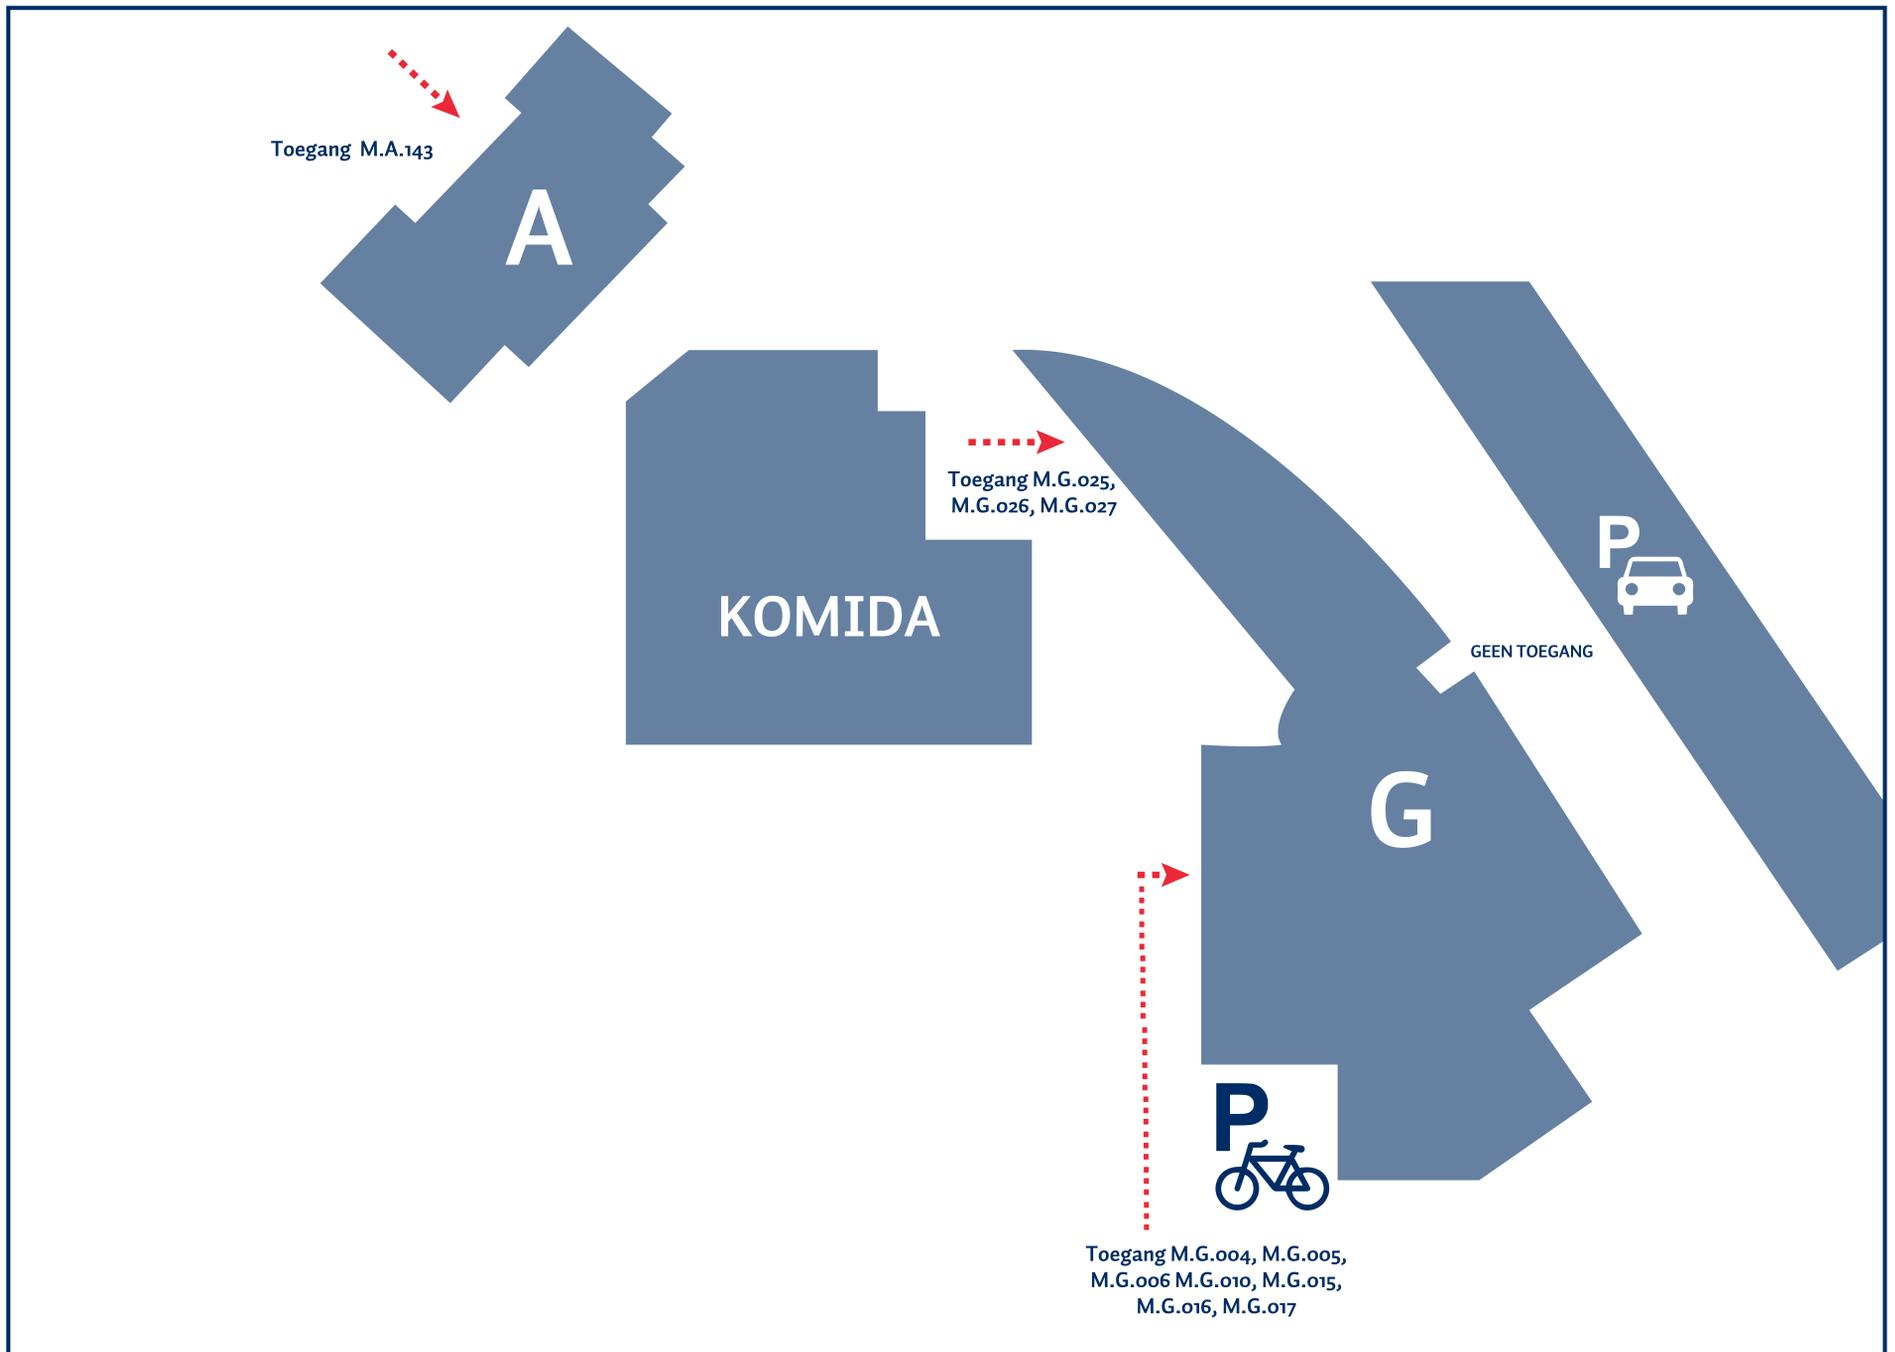 Toegang M.A.143
A
Toegang M.G.025,
M.G.026, M.G.027
P
KOMIDA
GEEN TOEGANG
G
P
Toegang M.G.004, M.G.005,
M.G.006 M.G.010, M.G.015,
M.G.016, M.G.017